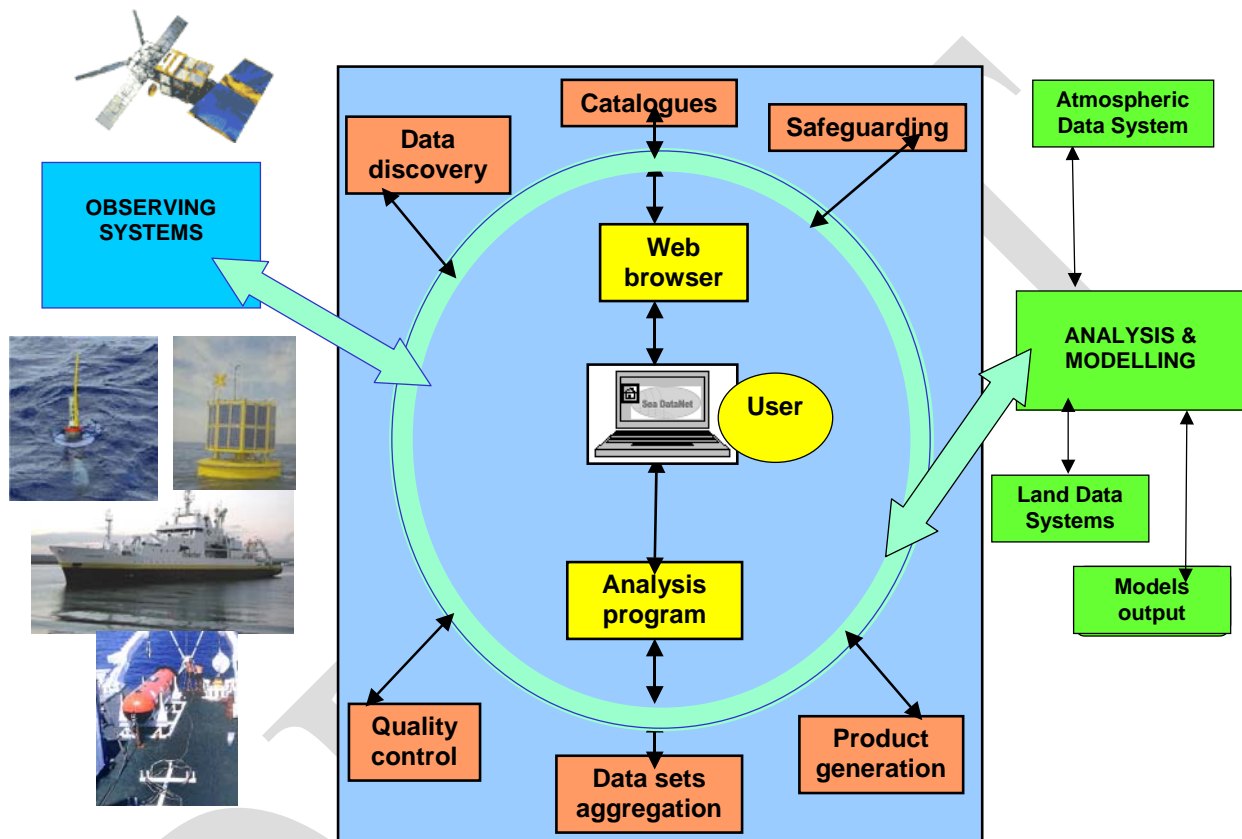 Catalogues
Safeguarding
Data
discovery
Atmospheric
Data System
OBSERVING
SYSTEMS
Web
browser
ANALYSIS &
MODELLING
Sea DataNet
User
Land Data
Systems
Analysis
program
Models
output
Quality
control
Product
generation
Data sets
aggregation